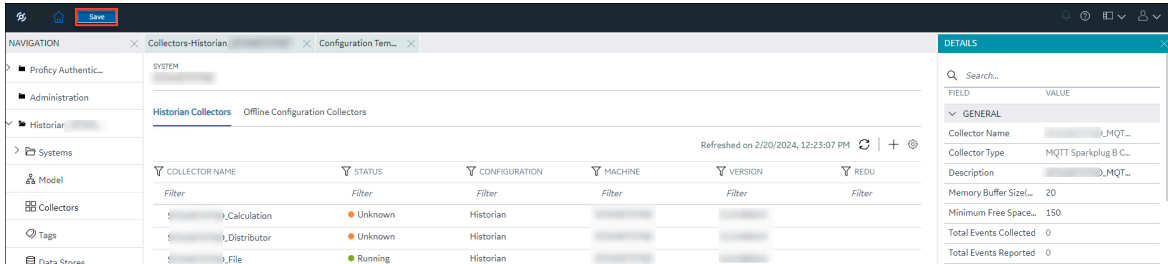 Save
NAVIGATION
Collectors-Historian_
Configuration Tem...
DETAILS
Proficy Authentic...
Administration
Historian
Systems
Model
Collectors
Tags
Data Stores
SYSTEM
Historian Collectors Offline Configuration Collectors
Refreshed on 2/20/2024, 12:23:07 PM
COLLECTOR NAME STATUS CONFIGURATION MACHINE VERSION REDU
Filter Filter Filter Filter Filter Filter
_Calculation Unknown Historian
_Distributor Unknown Historian
_File Running Historian
Search...
FIELD VALUE
GENERAL
Collector Name _MQT...
Collector Type MQTT Sparkplug B C...
Description _MQT...
Memory Buffer Size(... 20
Minimum Free Space... 150
Total Events Collected 0
Total Events Reported 0